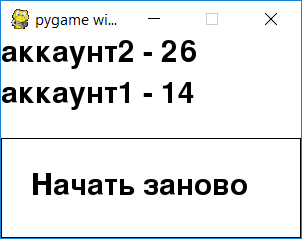 pygame wi...
аккаунт2 - 26
аккаунт1 - 14
Начать заново